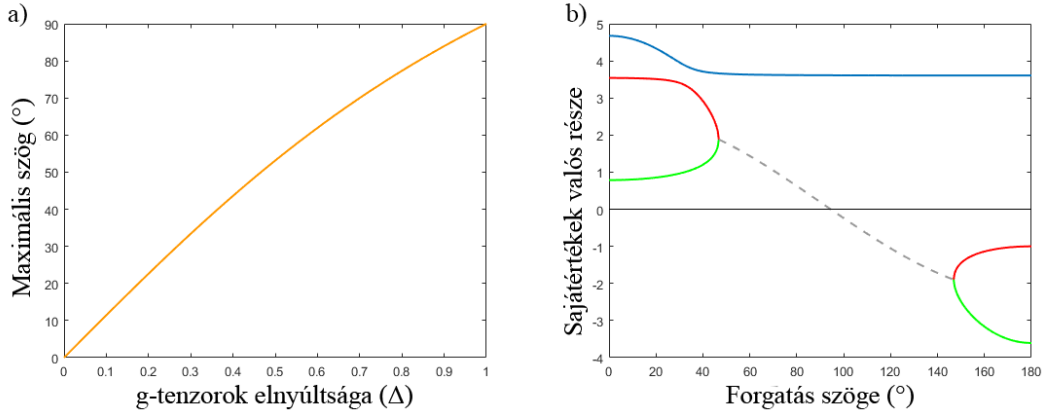 a)
Maximális szög (°)
90
80
70
60
50
40
30
20
10
0
0 0.1 0.2 0.3 0.4 0.5 0.6 0.7 0.8 0.9 1
g-tenzorok elnyúltsága (Δ)
b)
Sajátértékek valós része
5
4
3
2
1
0
-1
-2
-3
-4
0 20 40 60 80 100 120 140 160 180
Forgatás szöge (°)